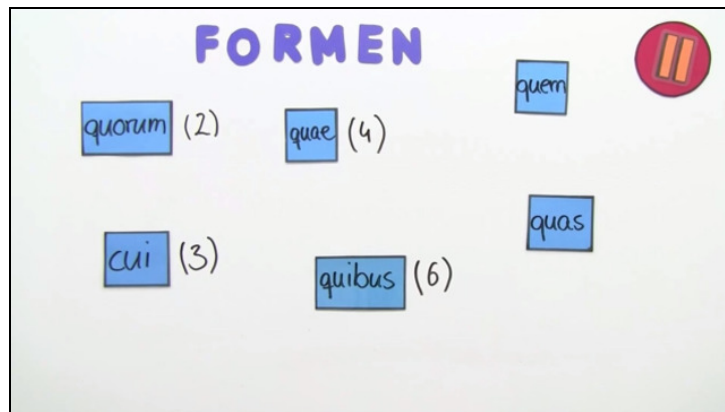 FORMEN
quem
quorum (2)
quae (4)
quas
cui (3)
quibus (6)